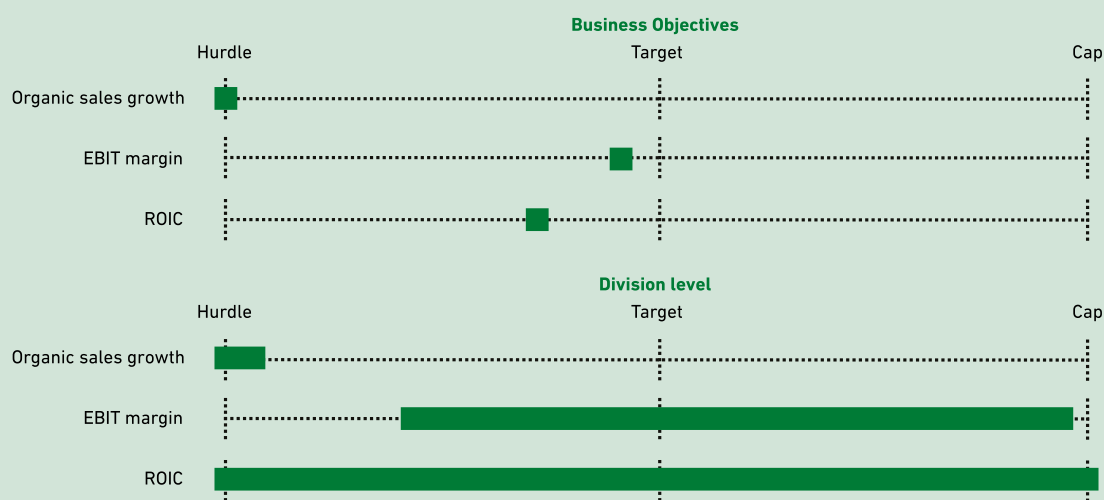 Business Objectives
Hurdle Target Cap
Organic sales growth
EBIT margin
ROIC
Division level
Hurdle Target Cap
Organic sales growth
EBIT margin
ROIC